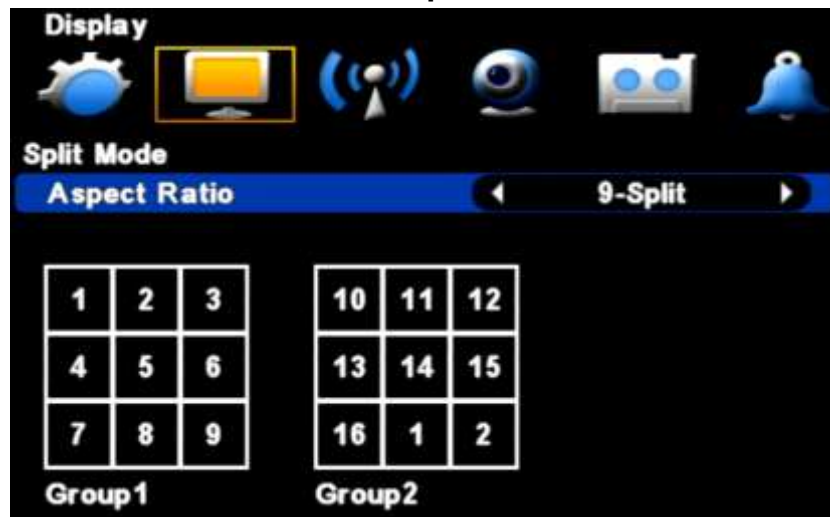 Display
Split Mode
Aspect Ratio 9-Split
1 2 3 10 11 12
4 5 6 13 14 15
7 8 9 16 1 2
Group1 Group2